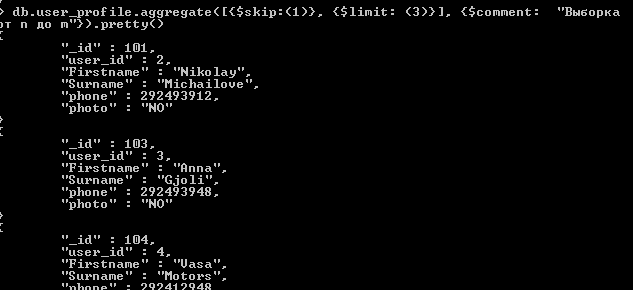 > db.user_profile.aggregate([{$skip:(1)}, {$limit: (3)}], {$comment:  "Выборка
от n до m"}).pretty()
{
"_id" : 101,
"user_id" : 2,
"Firstname" : "Nikolay",
"Surname" : "Michailove",
"phone" : 292493912,
"photo" : "NO"
}
{
"_id" : 103,
"user_id" : 3,
"Firstname" : "Anna",
"Surname" : "Gjoli",
"phone" : 292493948,
"photo" : "NO"
}
{
"_id" : 104,
"user_id" : 4,
"Firstname" : "Vasa",
"Surname" : "Motors",
"phone" : 292412948